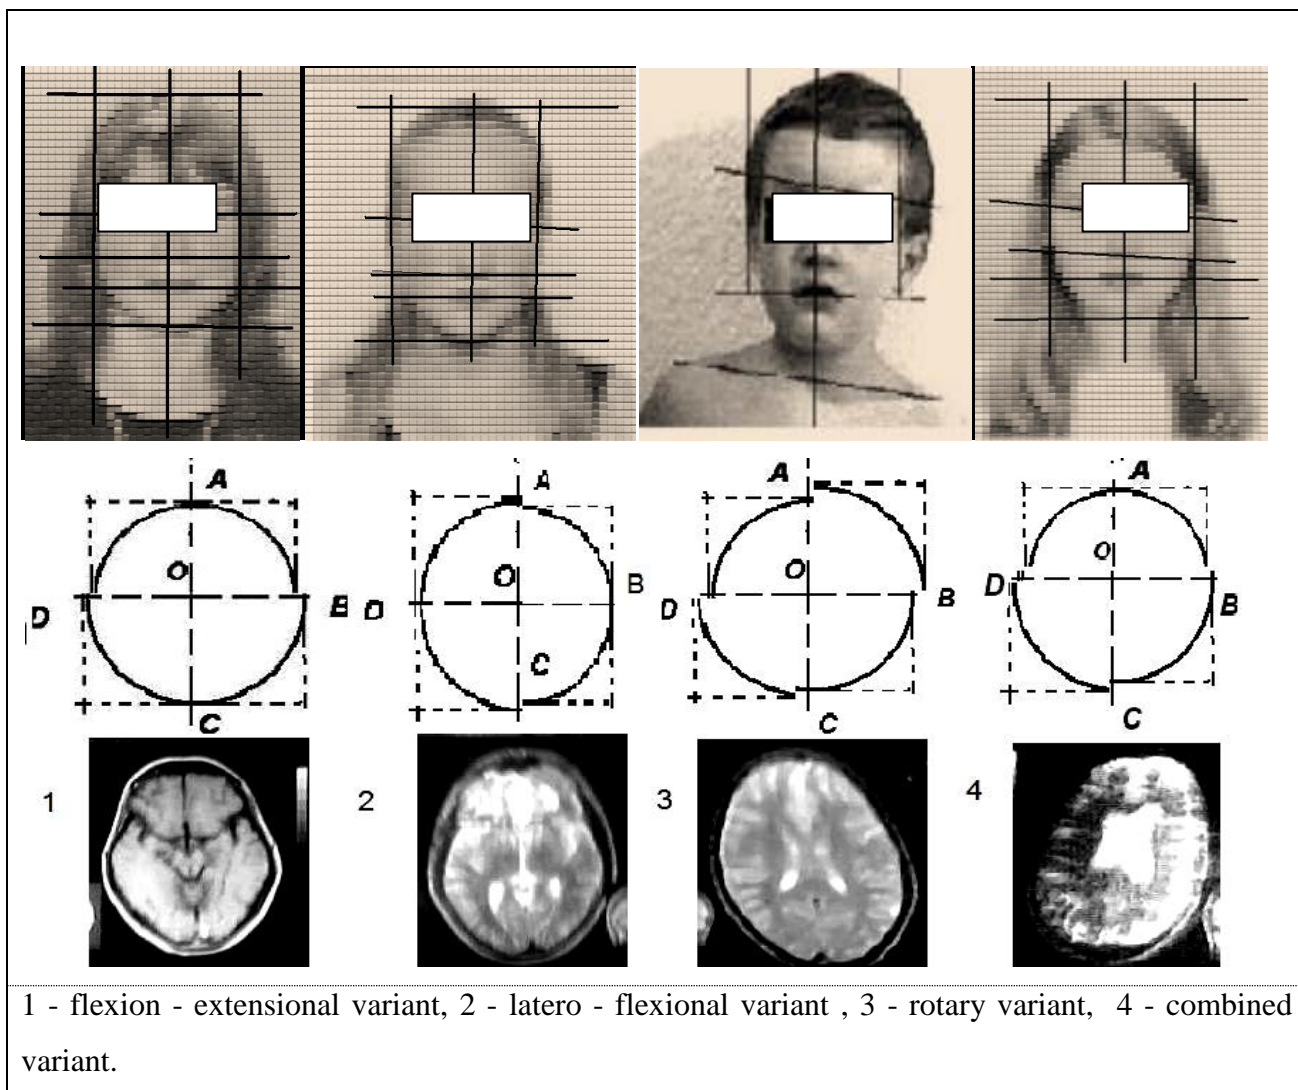 A A A A
O O O O
D B D B D B D B
C C C C
1 2 3 4
1 - flexion - extensional variant, 2 - latero - flexional variant , 3 - rotary variant, 4 - combined
variant.